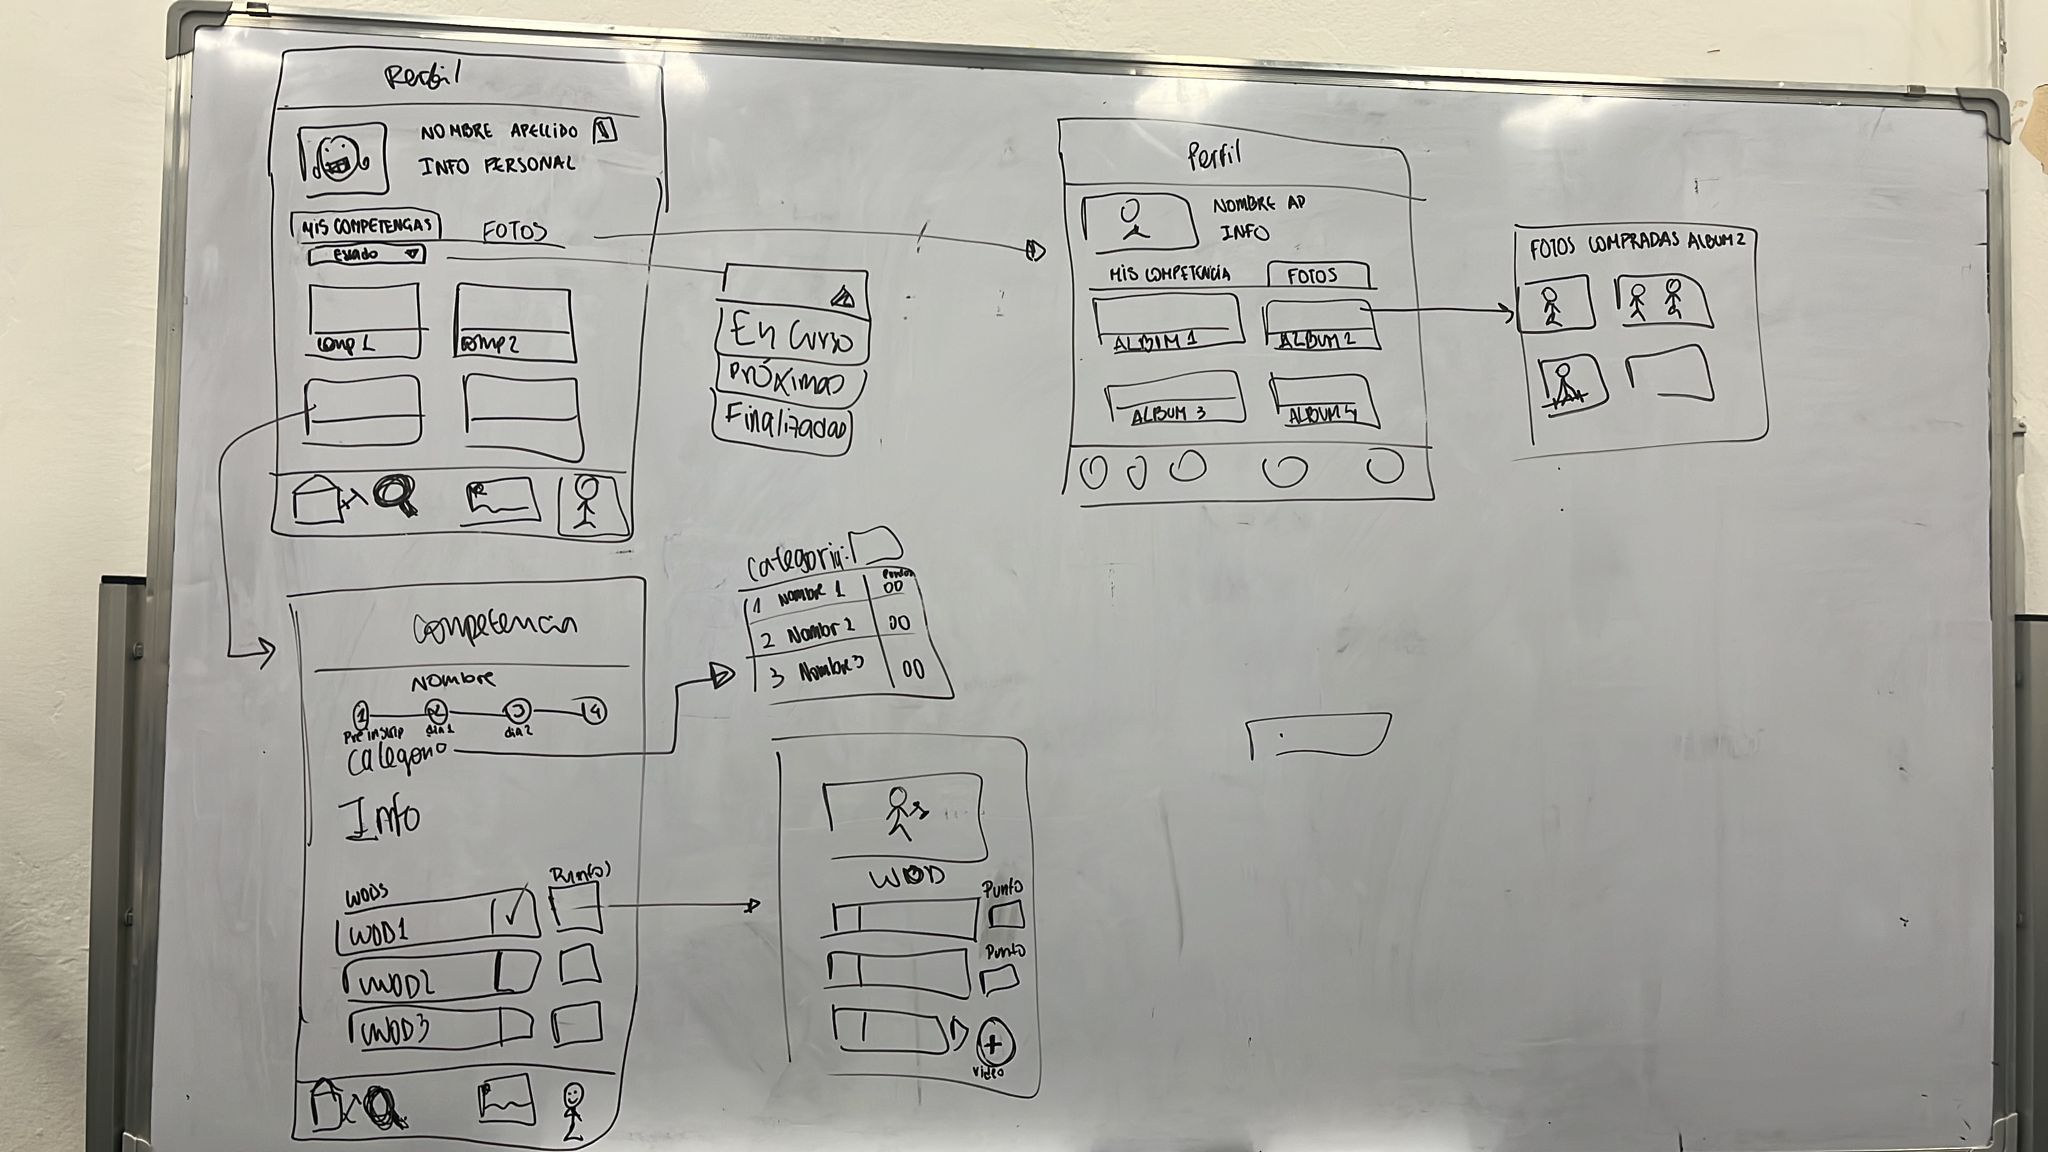 Perfil
NOMBRE APELLIDO
INFO PERSONAL
MIS COMPETENCIAS
FOTOS
Estado
comp 1
comp 2
En Curso
Próximas
Finalizadas
Perfil
NOMBRE AP
INFO
MIS COMPETENCIA
FOTOS
ALBUM 1
ALBUM 2
ALBUM 3
ALBUM 4
FOTOS COMPRADAS ALBUM 2
Competencia
Nombre
1 2 3 4
Pre inscrip dia 1 dia 2
Categoria
Info
WODS
Puntos
WOD1
WOD2
WOD3
Categoria:
Puntos
1 Nombre 1 00
2 Nombr 2 00
3 Nombre 3 00
WOD
Punto
Punto
+
video